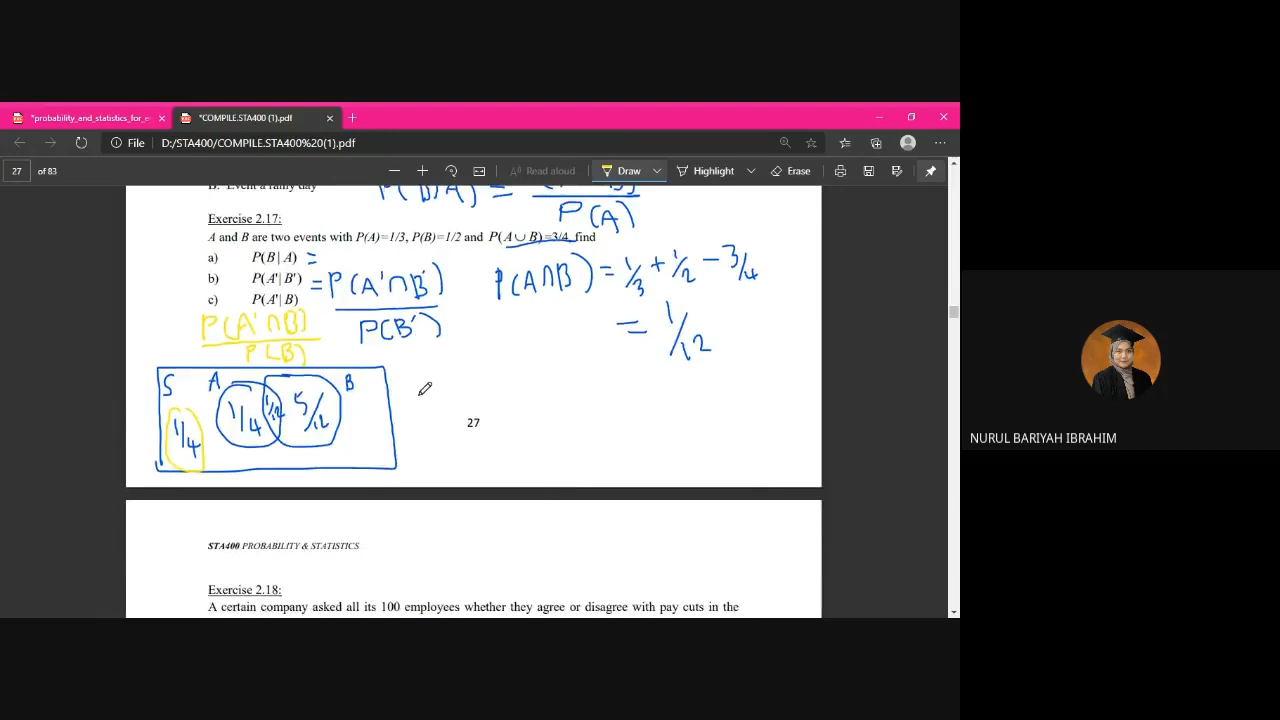 *probability_and_statistics_for_e
*COMPILE.STA400 (1).pdf
File D:/STA400/COMPILE.STA400%20(1).pdf
27 of 83 Read aloud Draw Highlight Erase
B: Event a rainy day
P(B|A) =
P(A)
Exercise 2.17:
A and B are two events with P(A)=1/3, P(B)=1/2 and P(A∪B)=3/4, find
a) P(B | A) =
b) P(A'| B') = P(A'∩B') / P(B')
c) P(A'| B)
P(A'∩B) / P(B)
P(A∩B) = 1/3 + 1/2 - 3/4
= 1/12
S A B
1/4 1/4 1/12 5/12
27
STA400 PROBABILITY & STATISTICS
Exercise 2.18:
A certain company asked all its 100 employees whether they agree or disagree with pay cuts in the
NURUL BARIYAH IBRAHIM